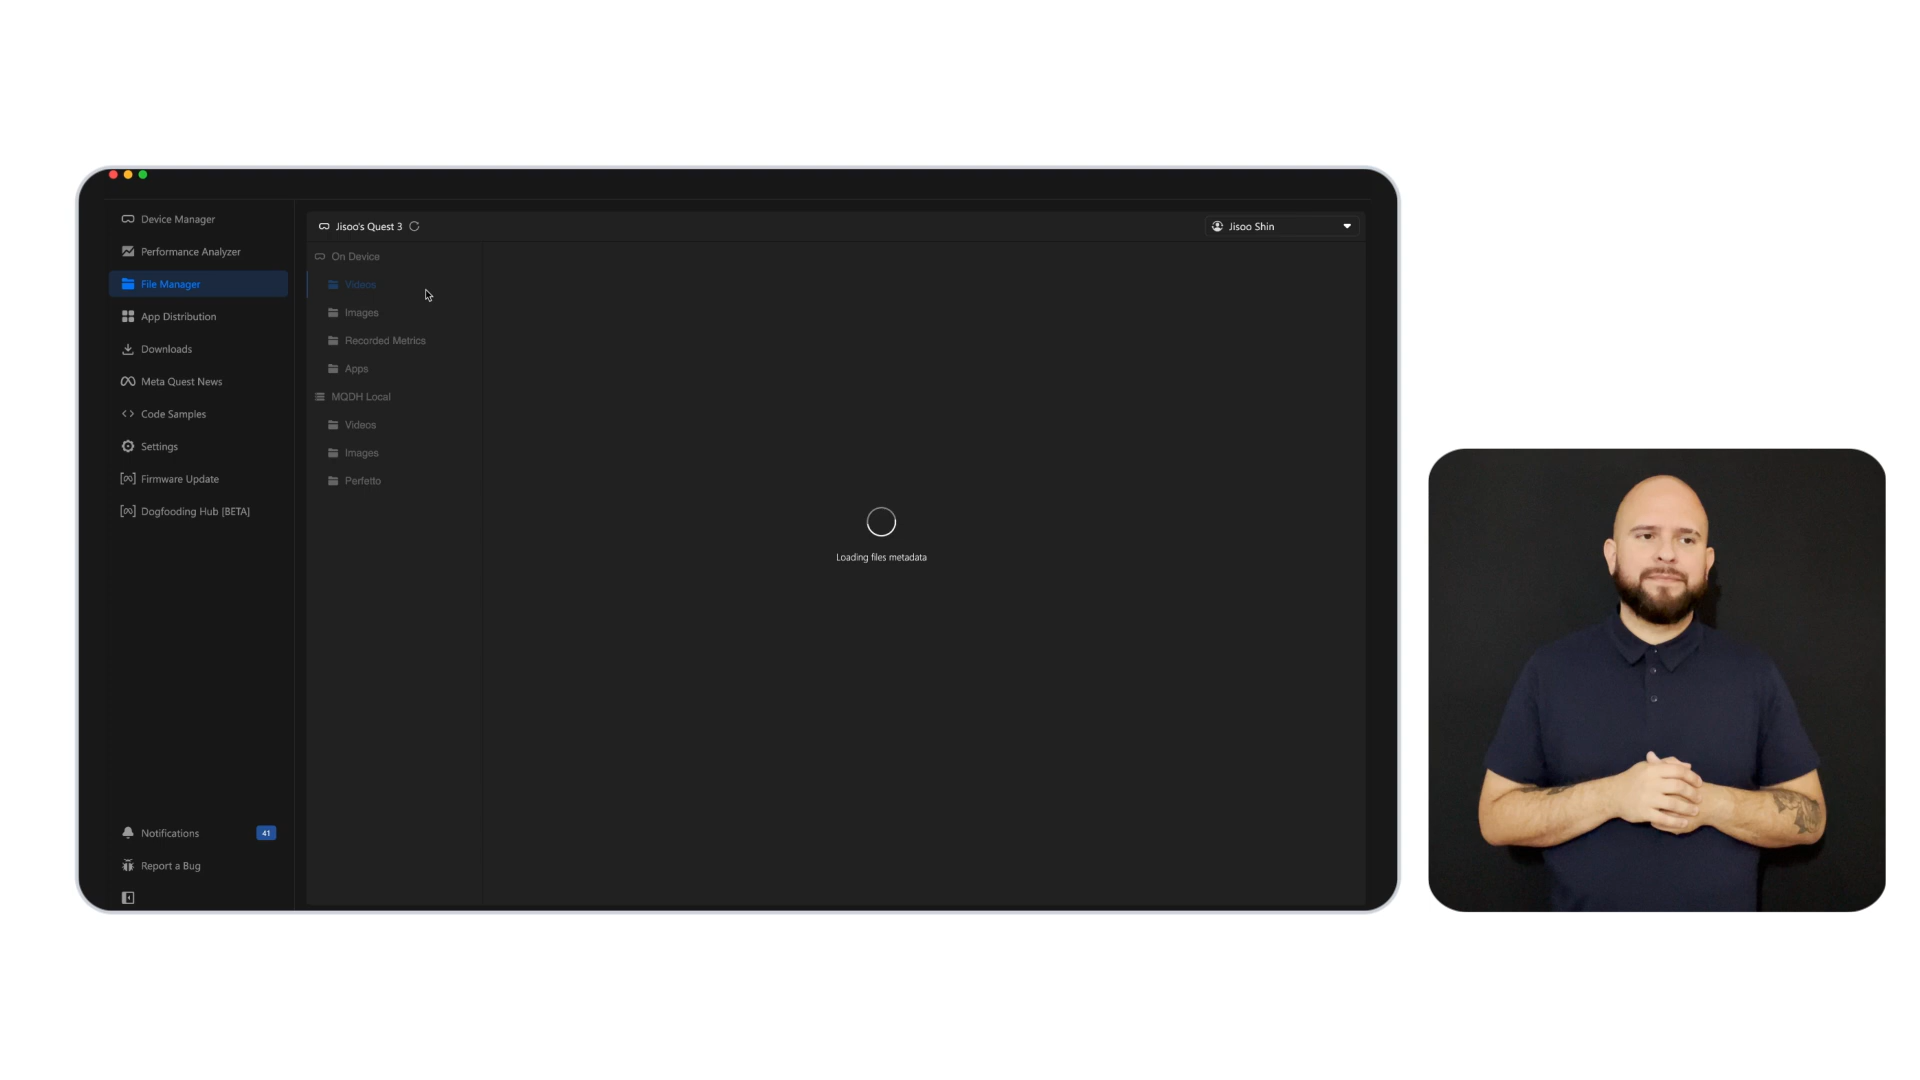 Device Manager
Performance Analyzer
File Manager
App Distribution
Downloads
Meta Quest News
Code Samples
Settings
Firmware Update
Dogfooding Hub [BETA]
Notifications 41
Report a Bug
Jisoo's Quest 3
Jisoo Shin
On Device
Videos
Images
Recorded Metrics
Apps
MQDH Local
Videos
Images
Perfetto
Loading files metadata